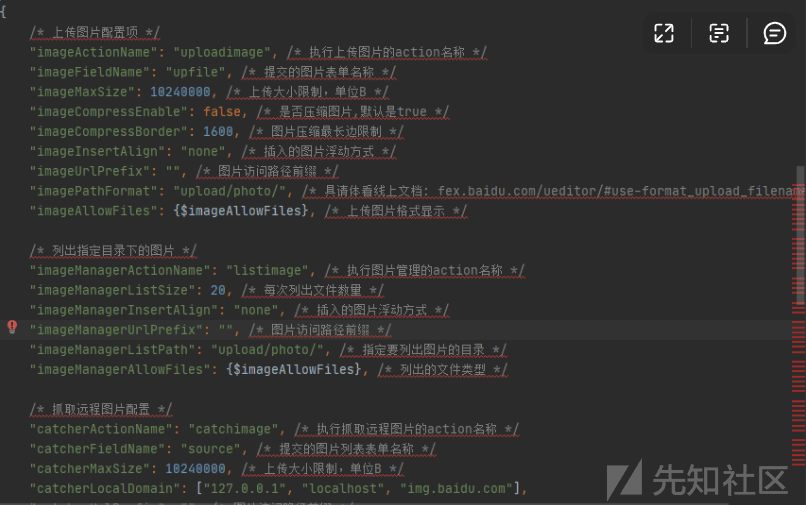 {
/* 上传图片配置项 */
"imageActionName": "uploadimage", /* 执行上传图片的action名称 */
"imageFieldName": "upfile", /* 提交的图片表单名称 */
"imageMaxSize": 10240000, /* 上传大小限制，单位B */
"imageCompressEnable": false, /* 是否压缩图片,默认是true */
"imageCompressBorder": 1600, /* 图片压缩最长边限制 */
"imageInsertAlign": "none", /* 插入的图片浮动方式 */
"imageUrlPrefix": "", /* 图片访问路径前缀 */
"imagePathFormat": "upload/photo/", /* 具请体看线上文档: fex.baidu.com/ueditor/#use-format_upload_filename
"imageAllowFiles": {$imageAllowFiles}, /* 上传图片格式显示 */
/* 列出指定目录下的图片 */
"imageManagerActionName": "listimage", /* 执行图片管理的action名称 */
"imageManagerListSize": 20, /* 每次列出文件数量 */
"imageManagerInsertAlign": "none", /* 插入的图片浮动方式 */
"imageManagerUrlPrefix": "", /* 图片访问路径前缀 */
"imageManagerListPath": "upload/photo/", /* 指定要列出图片的目录 */
"imageManagerAllowFiles": {$imageAllowFiles}, /* 列出的文件类型 */
/* 抓取远程图片配置 */
"catcherActionName": "catchimage", /* 执行抓取远程图片的action名称 */
"catcherFieldName": "source", /* 提交的图片列表表单名称 */
"catcherMaxSize": 10240000, /* 上传大小限制，单位B */
"catcherLocalDomain": ["127.0.0.1", "localhost", "img.baidu.com"],
先知社区